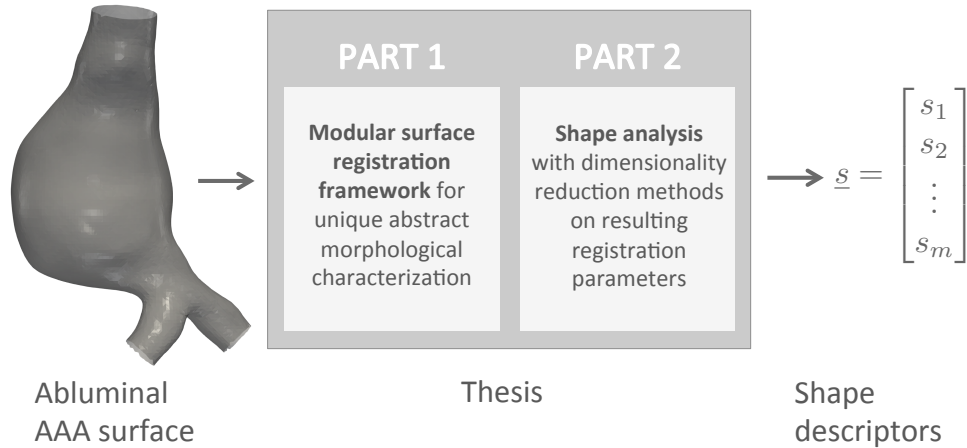 PART 1
Modular surface
registration
framework for
unique abstract
morphological
characterization
PART 2
Shape analysis
with dimensionality
reduction methods
on resulting
registration
parameters
s =
s1
s2
⋮
sm
Abluminal
AAA surface
Thesis
Shape
descriptors